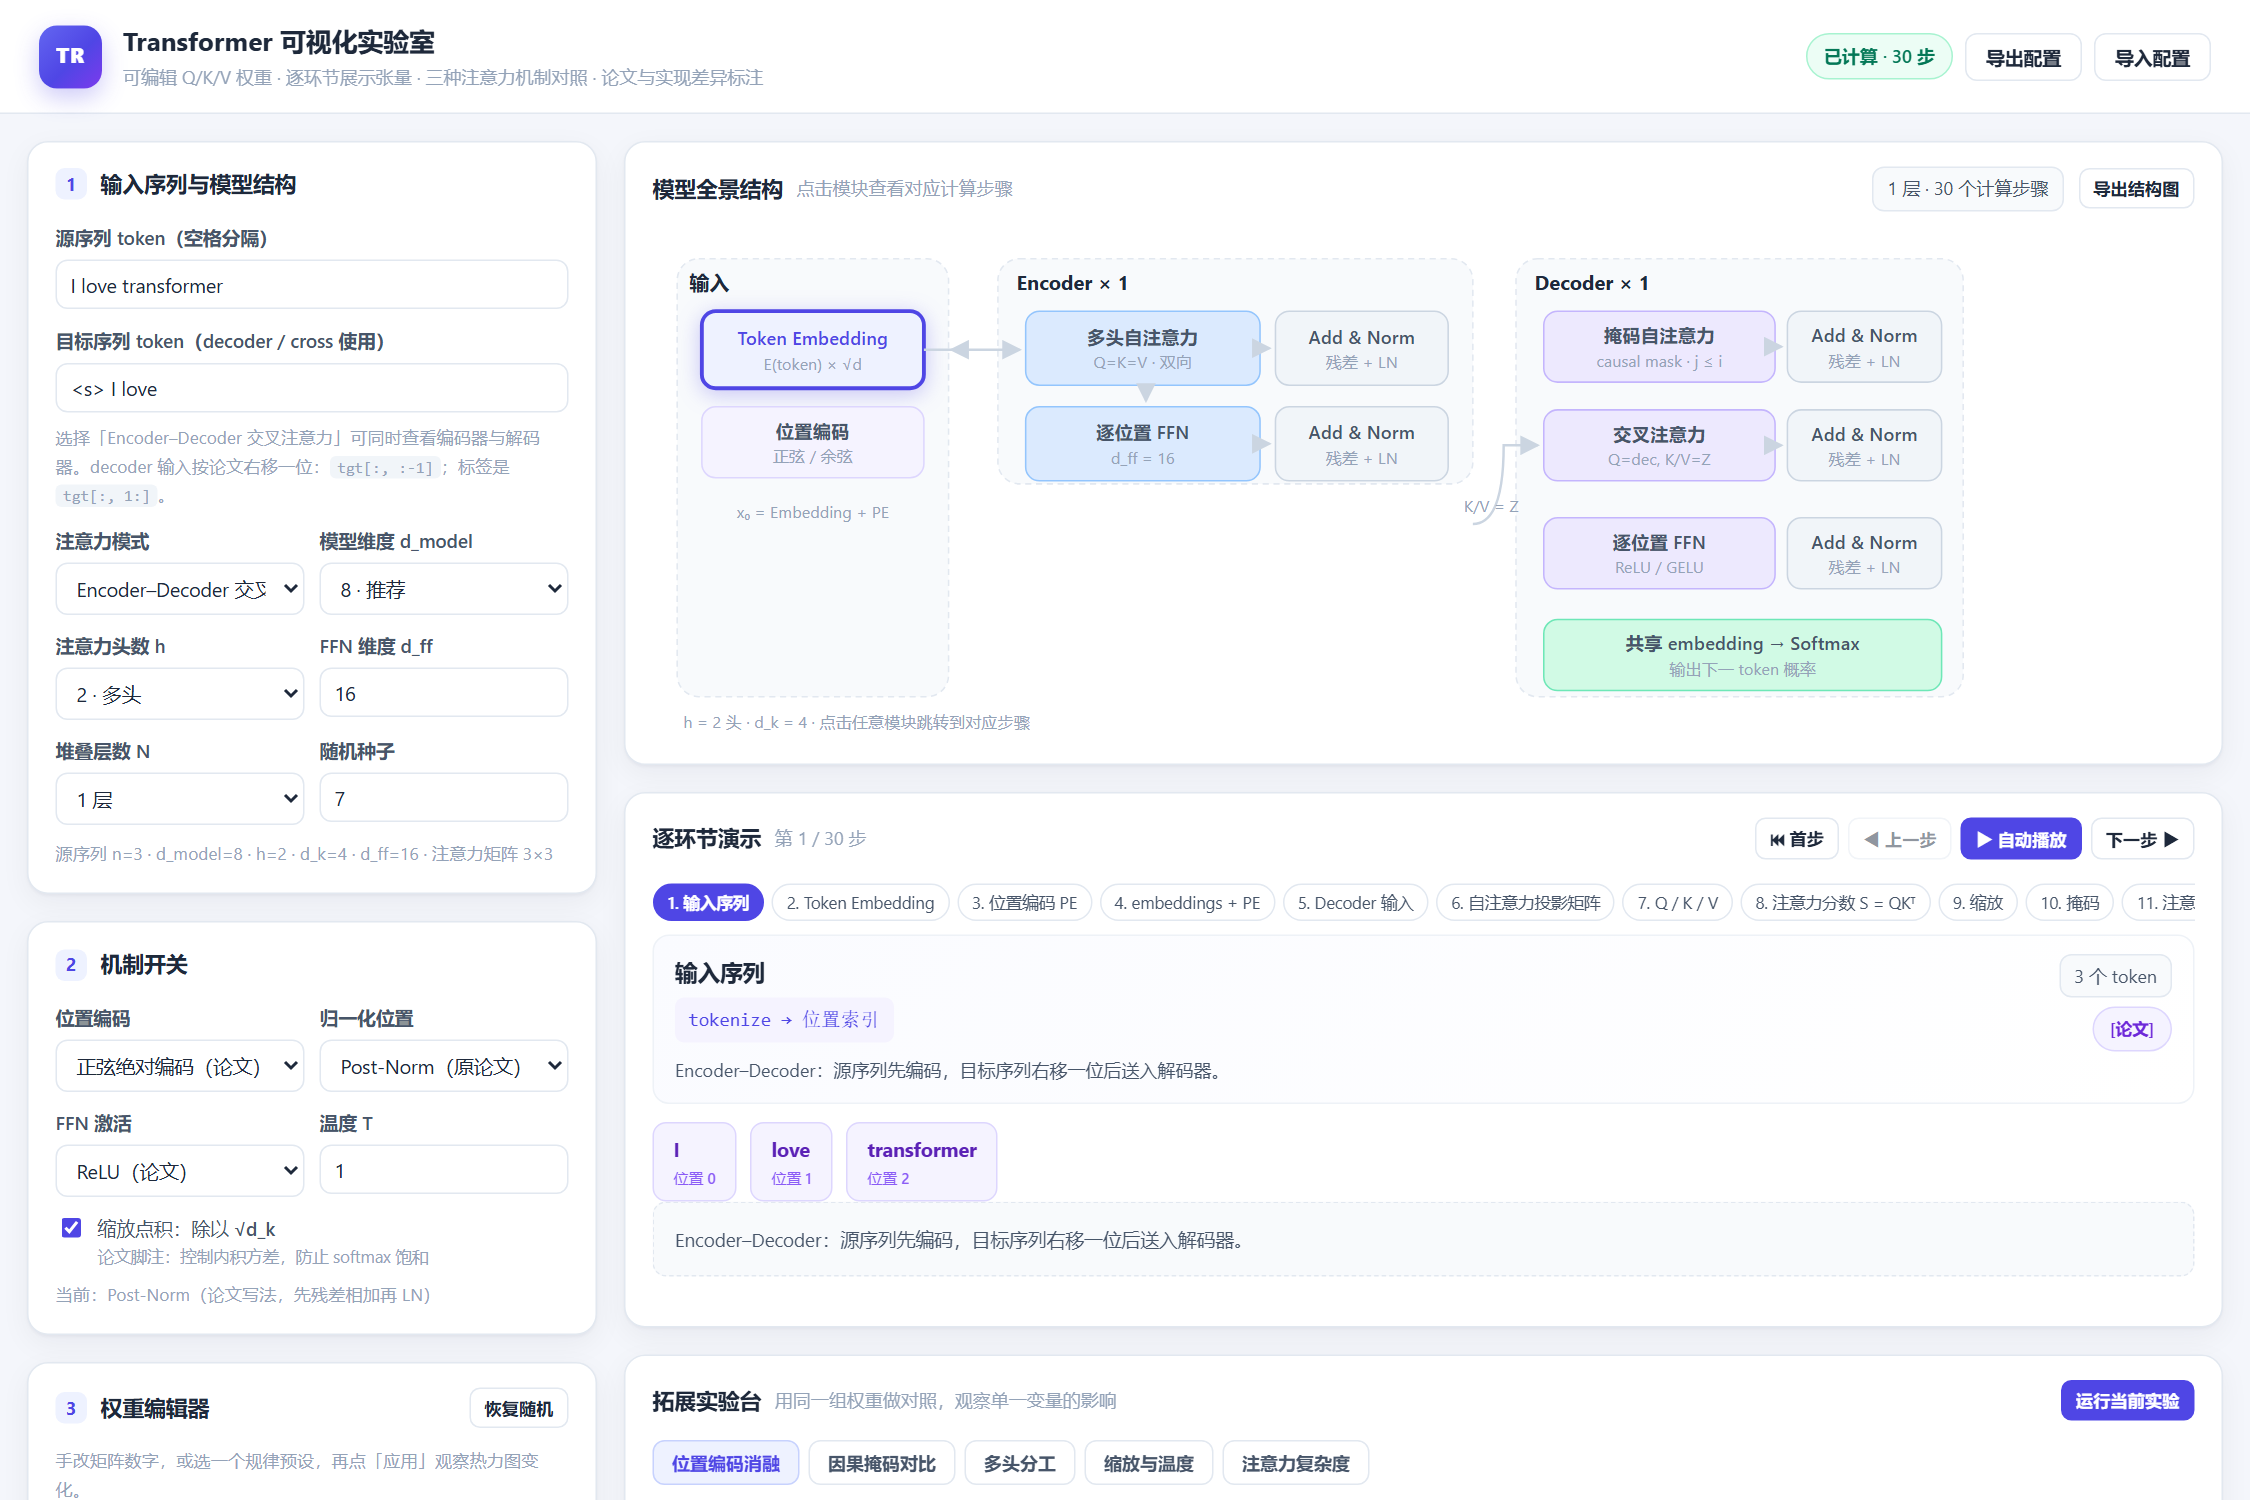 TR
Transformer 可视化实验室
可编辑 Q/K/V 权重 · 逐环节展示张量 · 三种注意力机制对照 · 论文与实现差异标注
已计算 · 30 步
导出配置
导入配置
1 输入序列与模型结构
源序列 token（空格分隔）
I love transformer
目标序列 token（decoder / cross 使用）
<s> I love
选择「Encoder–Decoder 交叉注意力」可同时查看编码器与解码
器。decoder 输入按论文右移一位：tgt[:, :-1]；标签是
tgt[:, 1:]。
注意力模式 模型维度 d_model
Encoder–Decoder 交叉 8 · 推荐
注意力头数 h FFN 维度 d_ff
2 · 多头 16
堆叠层数 N 随机种子
1 层 7
源序列 n=3 · d_model=8 · h=2 · d_k=4 · d_ff=16 · 注意力矩阵 3×3
2 机制开关
位置编码 归一化位置
正弦绝对编码（论文） Post-Norm（原论文）
FFN 激活 温度 T
ReLU（论文） 1
缩放点积：除以 √d_k
论文脚注：控制内积方差，防止 softmax 饱和
当前：Post-Norm（论文写法，先残差相加再 LN）
3 权重编辑器
恢复随机
手改矩阵数字，或选一个规律预设，再点「应用」观察热力图变
化。
模型全景结构 点击模块查看对应计算步骤
1 层 · 30 个计算步骤
导出结构图
输入
Token Embedding
E(token) × √d
位置编码
正弦 / 余弦
x₀ = Embedding + PE
Encoder × 1
多头自注意力
Q=K=V · 双向
Add & Norm
残差 + LN
逐位置 FFN
d_ff = 16
Add & Norm
残差 + LN
K/V = Z
Decoder × 1
掩码自注意力
causal mask · j ≤ i
Add & Norm
残差 + LN
交叉注意力
Q=dec, K/V=Z
Add & Norm
残差 + LN
逐位置 FFN
ReLU / GELU
Add & Norm
残差 + LN
共享 embedding → Softmax
输出下一 token 概率
h = 2 头 · d_k = 4 · 点击任意模块跳转到对应步骤
逐环节演示 第 1 / 30 步
⏮ 首步
◀ 上一步
▶ 自动播放
下一步 ▶
1. 输入序列
2. Token Embedding
3. 位置编码 PE
4. embeddings + PE
5. Decoder 输入
6. 自注意力投影矩阵
7. Q / K / V
8. 注意力分数 S = QKᵀ
9. 缩放
10. 掩码
11. 注意
输入序列
3 个 token
tokenize → 位置索引
[论文]
Encoder–Decoder：源序列先编码，目标序列右移一位后送入解码器。
I
位置 0
love
位置 1
transformer
位置 2
Encoder–Decoder：源序列先编码，目标序列右移一位后送入解码器。
拓展实验台 用同一组权重做对照，观察单一变量的影响
运行当前实验
位置编码消融
因果掩码对比
多头分工
缩放与温度
注意力复杂度